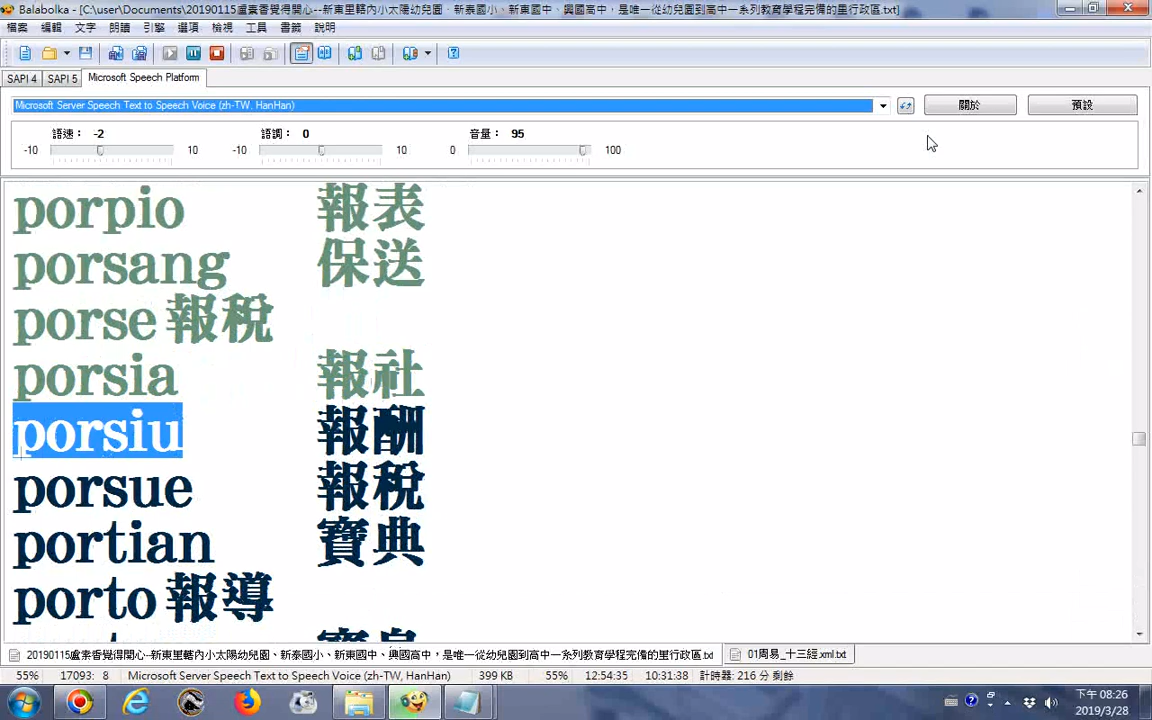 Balabolka - [C:\user\Documents\20190115盧素香覺得開心--新東里轄內小太陽幼兒園、新泰國小、新東國中、興國高中，是唯一從幼兒園到高中一系列教育學程完備的里行政區.txt]
檔案 編輯 文字 朗讀 引擎 選項 檢視 工具 書籤 說明
SAPI 4 SAPI 5 Microsoft Speech Platform
Microsoft Server Speech Text to Speech Voice (zh-TW, HanHan) 關於 預設
語速： -2 語調： 0 音量： 95
-10 10 -10 10 0 100
porpio 報表
porsang 保送
porse 報稅
porsia 報社
porsiu 報酬
porsue 報稅
portian 寶典
porto 報導
20190115盧素香覺得開心--新東里轄內小太陽幼兒園、新泰國小、新東國中、興國高中，是唯一從幼兒園到高中一系列教育學程完備的里行政區.txt 01周易_十三經.xml.txt
55% 17093: 8 Microsoft Server Speech Text to Speech Voice (zh-TW, HanHan) 399 KB 55% 12:54:35 10:31:38 計時器: 216 分 剩餘
下午 08:26
2019/3/28